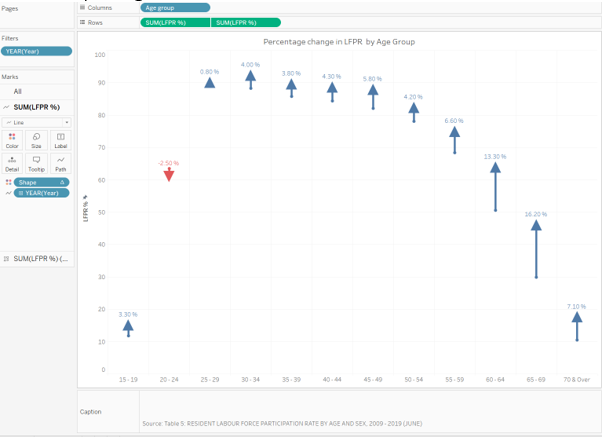 Pages
Columns
Age group
Rows
SUM(LFPR %)
SUM(LFPR %)
Filters
YEAR(Year)
Marks
All
SUM(LFPR %)
Line
Color
Size
Label
Detail
Tooltip
Path
Shape
YEAR(Year)
SUM(LFPR %) (...
Percentage change in LFPR by Age Group
LFPR %
100
90
80
70
60
50
40
30
20
10
0
3.30 %
-2.50 %
0.80 %
4.00 %
3.60 %
4.30 %
5.80 %
4.20 %
6.60 %
13.30 %
16.20 %
7.10 %
15 - 19
20 - 24
25 - 29
30 - 34
35 - 39
40 - 44
45 - 49
50 - 54
55 - 59
60 - 64
65 - 69
70 & Over
Caption
Source: Table 5: RESIDENT LABOUR FORCE PARTICIPATION RATE BY AGE AND SEX, 2009 - 2019 (JUNE)